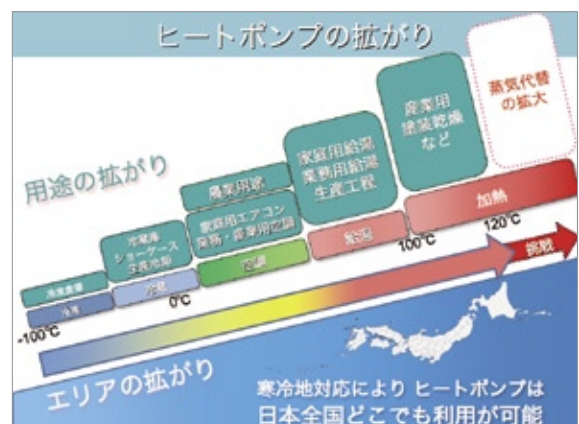 ヒートポンプの拡がり
蒸気代替
の拡大
産業用
塗装乾燥
など
家庭用給湯
業務用給湯
生産工程
用途の拡がり
農業用途
家庭用エアコン
業務・産業用空調
冷蔵庫
ショーケース
生産冷却
冷凍倉庫
加熱
給湯
空調
冷蔵
冷凍
-100℃
0℃
100℃
120℃
挑戦
エリアの拡がり
寒冷地対応により ヒートポンプは
日本全国どこでも利用が可能